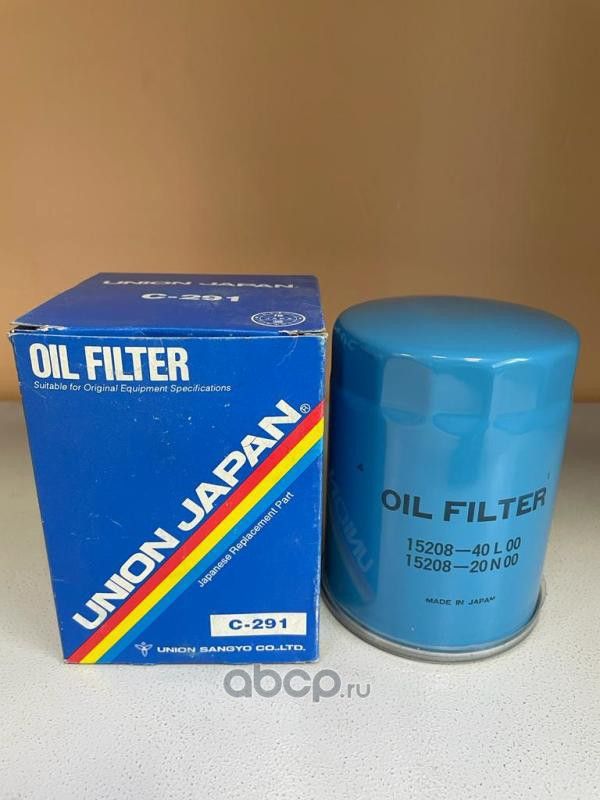 UNION JAPAN
C-291
OIL FILTER
Suitable for Original Equipment Specifications
UNION JAPAN®
Japanese Replacement Part
C-291
UNION SANGYO CO.,LTD.
OIL FILTER
15208-40 L 00
15208-20 N 00
MADE IN JAPAN
abcp.ru